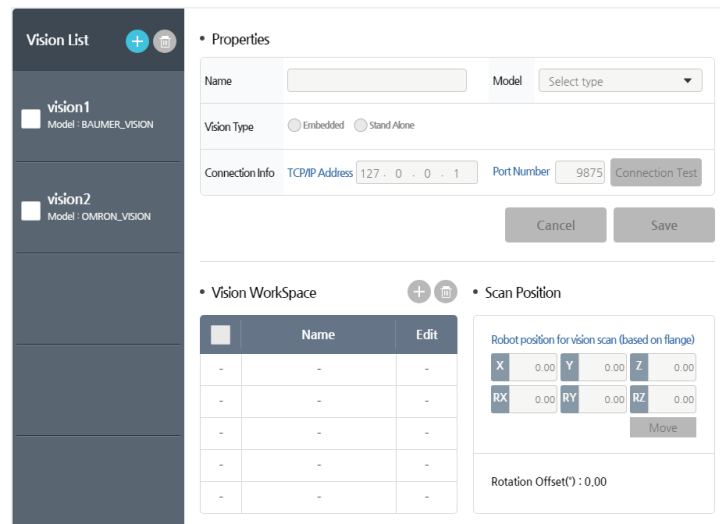 Vision List
vision1
Model : BAUMER_VISION
vision2
Model : OMRON_VISION
• Properties
Name
Model Select type
Vision Type Embedded Stand Alone
Connection Info TCP/IP Address 127 . 0 . 0 . 1 Port Number 9875 Connection Test
Cancel Save
• Vision WorkSpace
Name Edit
- - -
- - -
- - -
- - -
- - -
• Scan Position
Robot position for vision scan (based on flange)
X 0.00 Y 0.00 Z 0.00
RX 0.00 RY 0.00 RZ 0.00
Move
Rotation Offset(°) : 0.00